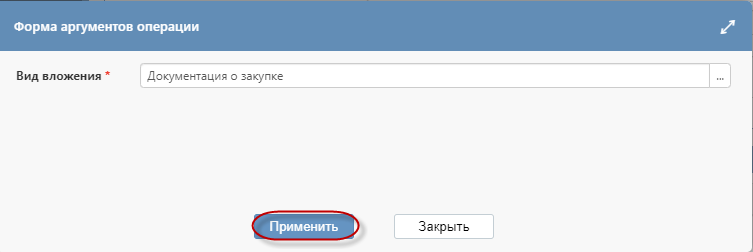 Форма аргументов операции
Вид вложения * Документация о закупке ...
Применить Закрыть